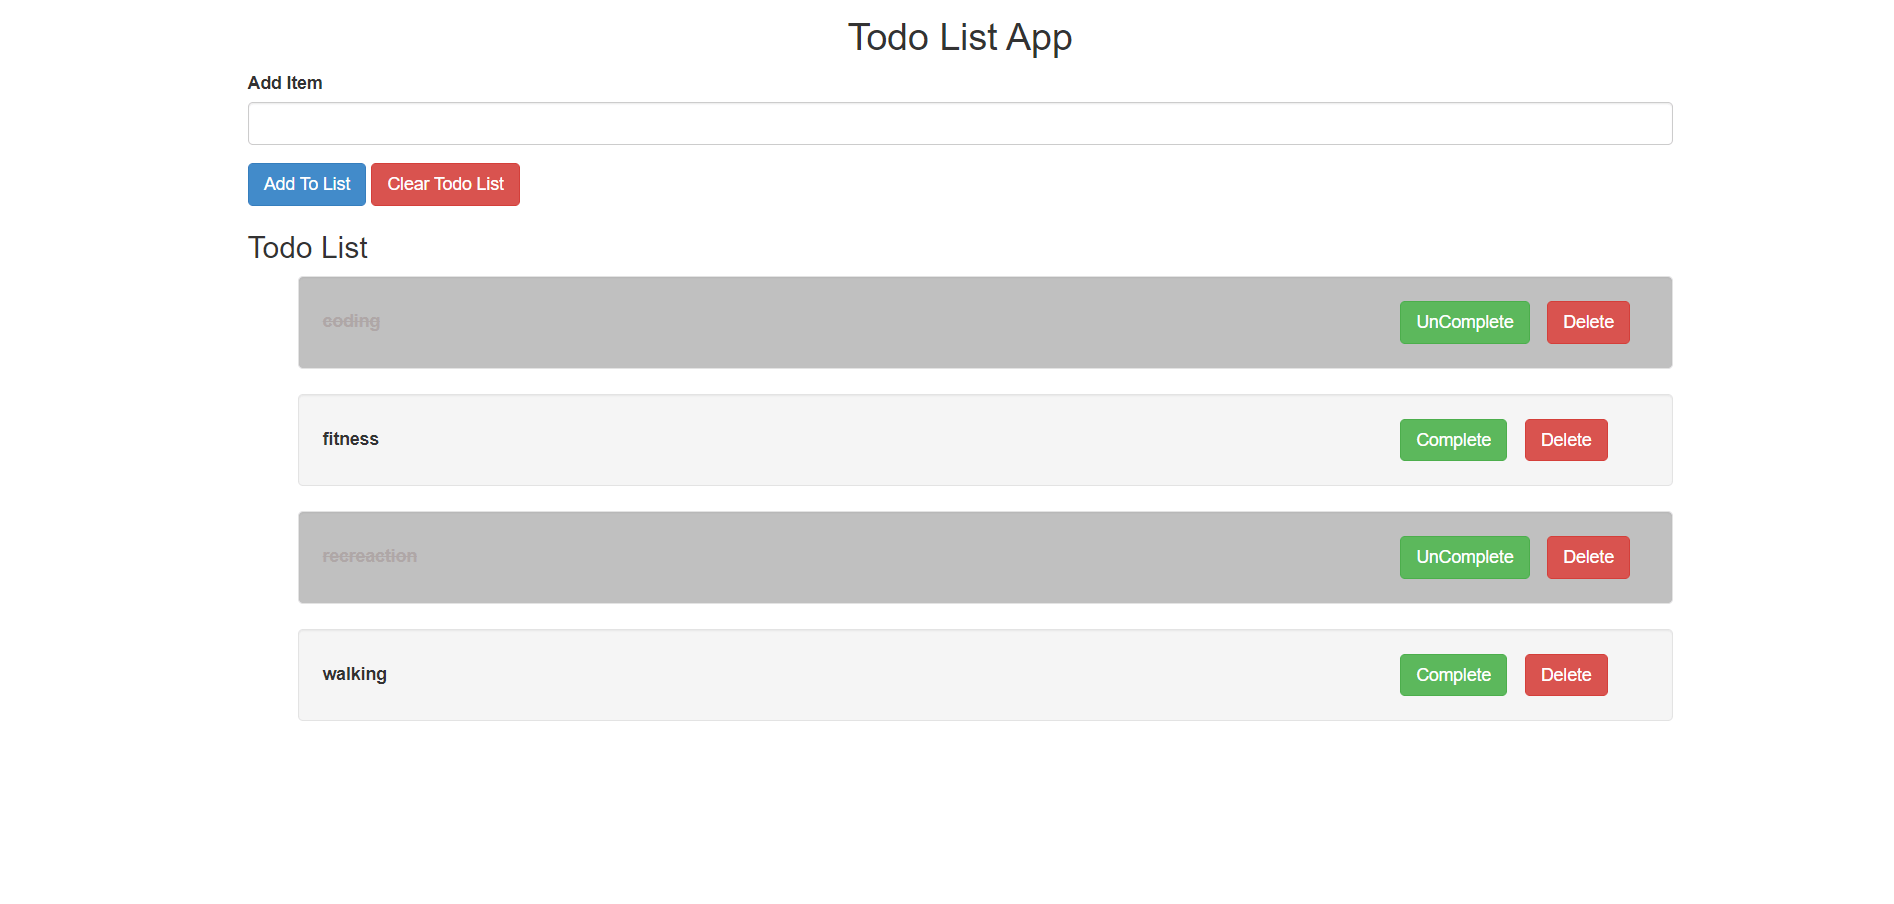 Todo List App
Add Item
Add To List Clear Todo List
Todo List
coding UnComplete Delete
fitness Complete Delete
recreaction UnComplete Delete
walking Complete Delete